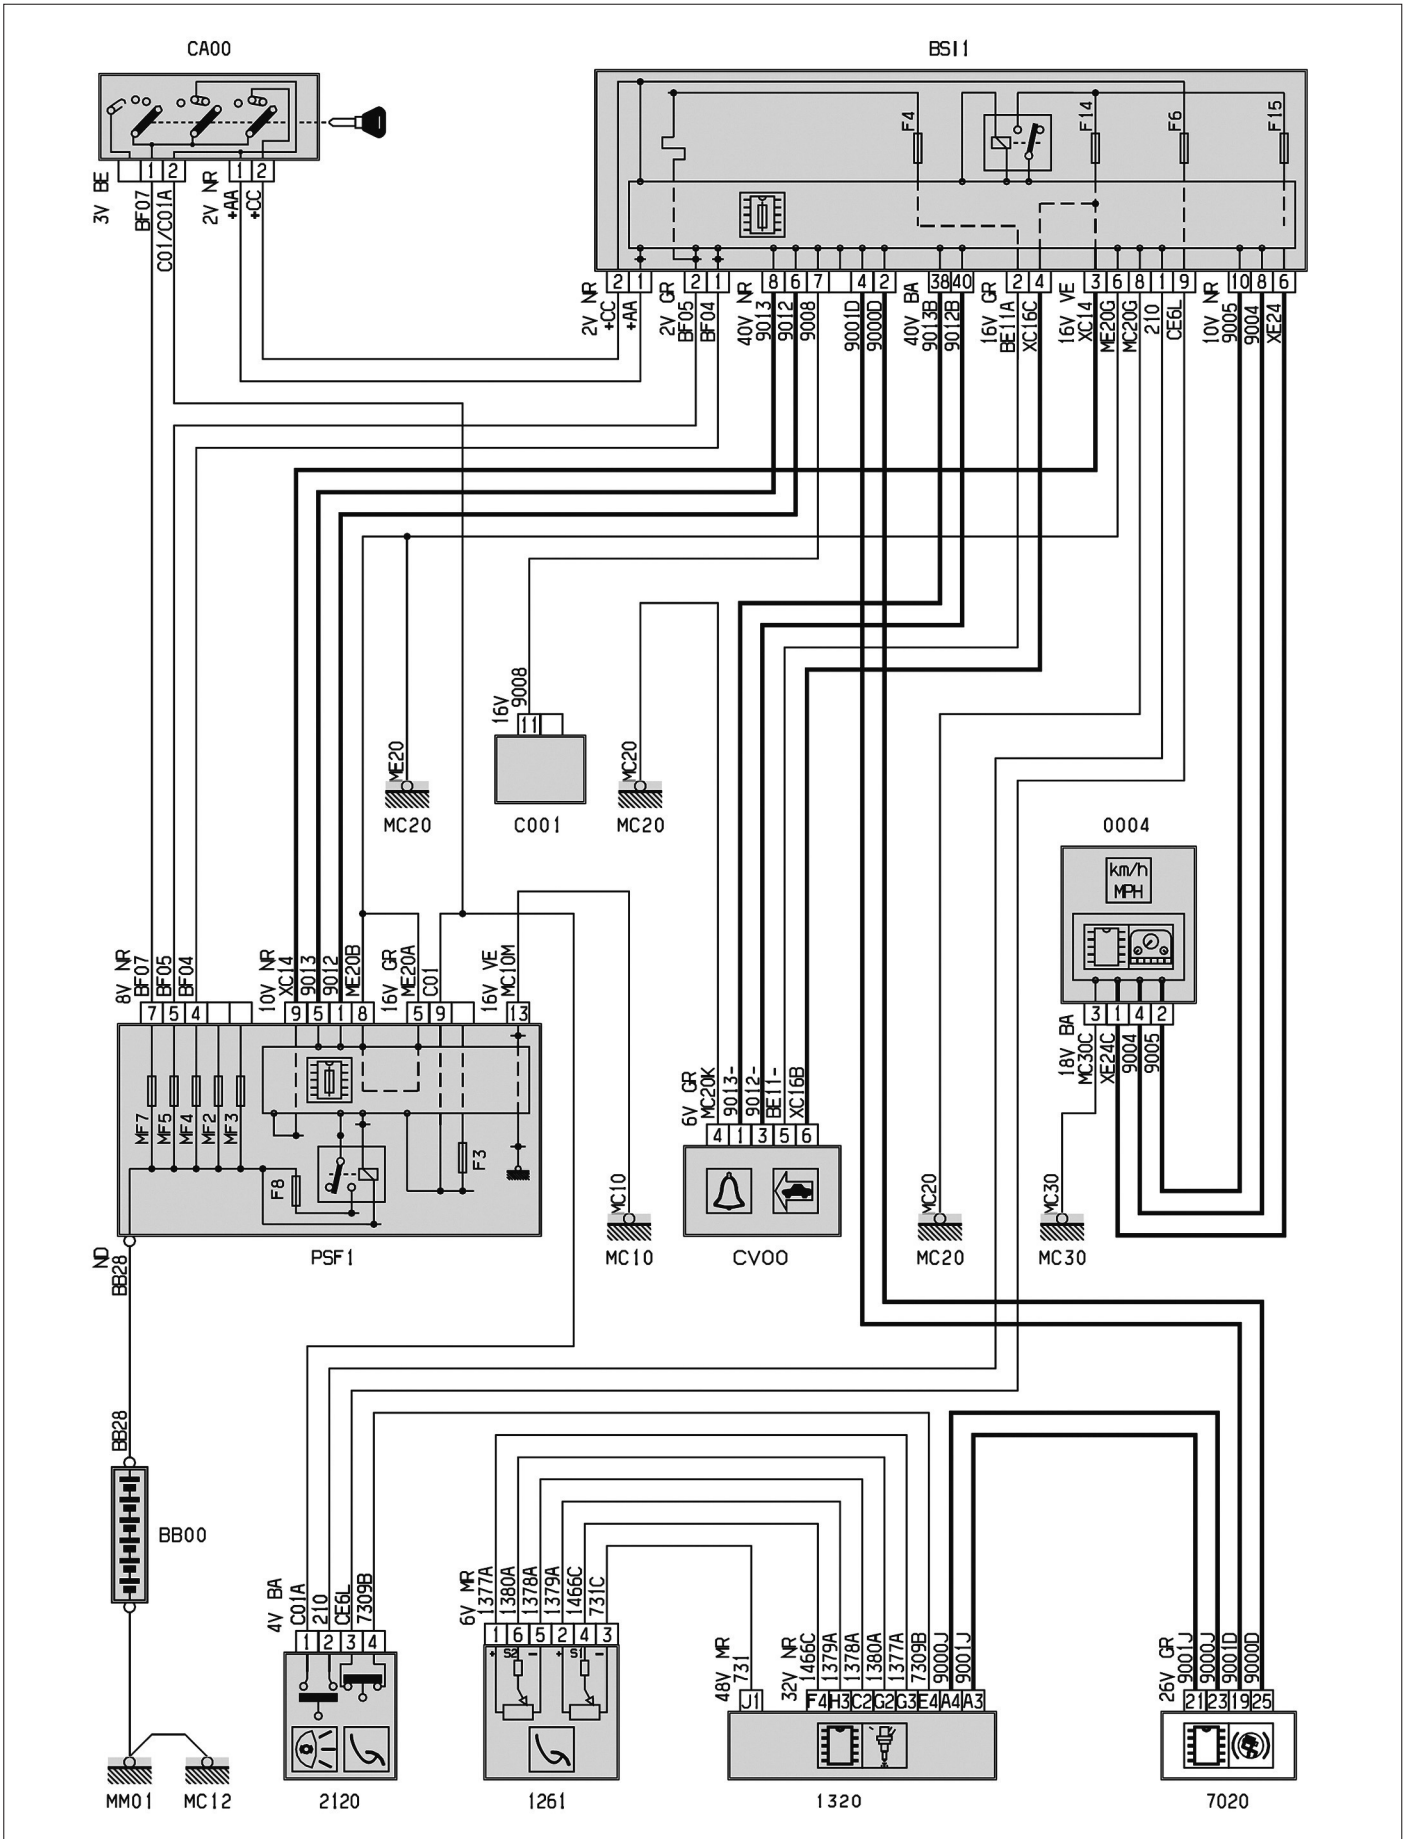 CA00
BSI1
F4
F14
F6
F15
1 2 1 2
3V BE
BF07
C01/C01A
2V NR
+AA
+CC
2 1 2 1 8 6 7 4 2 38 40 2 4 3 6 8 1 9 10 8 6
2V NR
+CC
+AA
2V GR
BF05
BF04
40V NR
9013
9012
9008
9001D
9000D
40V BA
9013B
9012B
16V GR
BE11A
XC16C
16V VE
XC14
ME20G
MC20G
210
CE6L
10V NR
9005
9004
XE24
16V
9008
11
ME20
MC20
C001
MC20
MC20
0004
km/h
MPH
3 1 4 2
18V BA
MC30C
XE24C
9004
9005
8V NR
BF07
BF05
BF04
10V NR
XC14
9013
9012
ME20B
16V GR
ME20A
C01
16V VE
MC10M
7 5 4 9 5 1 8 5 9 13
MF7
MF5
MF4
MF2
MF3
F8
F3
PSF1
6V GR
MC20K
9013-
9012-
BE11-
XC16B
4 1 3 5 6
CV00
MC10
MC10
MC20
MC20
MC30
MC30
ND
BB28
BB28
BB00
MM01
MC12
4V BA
C01A
210
CE6L
7309B
1 2 3 4
2120
6V MR
1377A
1380A
1378A
1379A
1466C
731C
1 6 5 2 4 3
+ S2 - + S1 -
1261
48V MR
731
J1
32V NR
1466C
1379A
1378A
1380A
1377A
7309B
9000J
9001J
F4 H3 C2 G2 G3 E4 A4 A3
1320
26V GR
9001J
9000J
9001D
9000D
21 23 19 25
7020